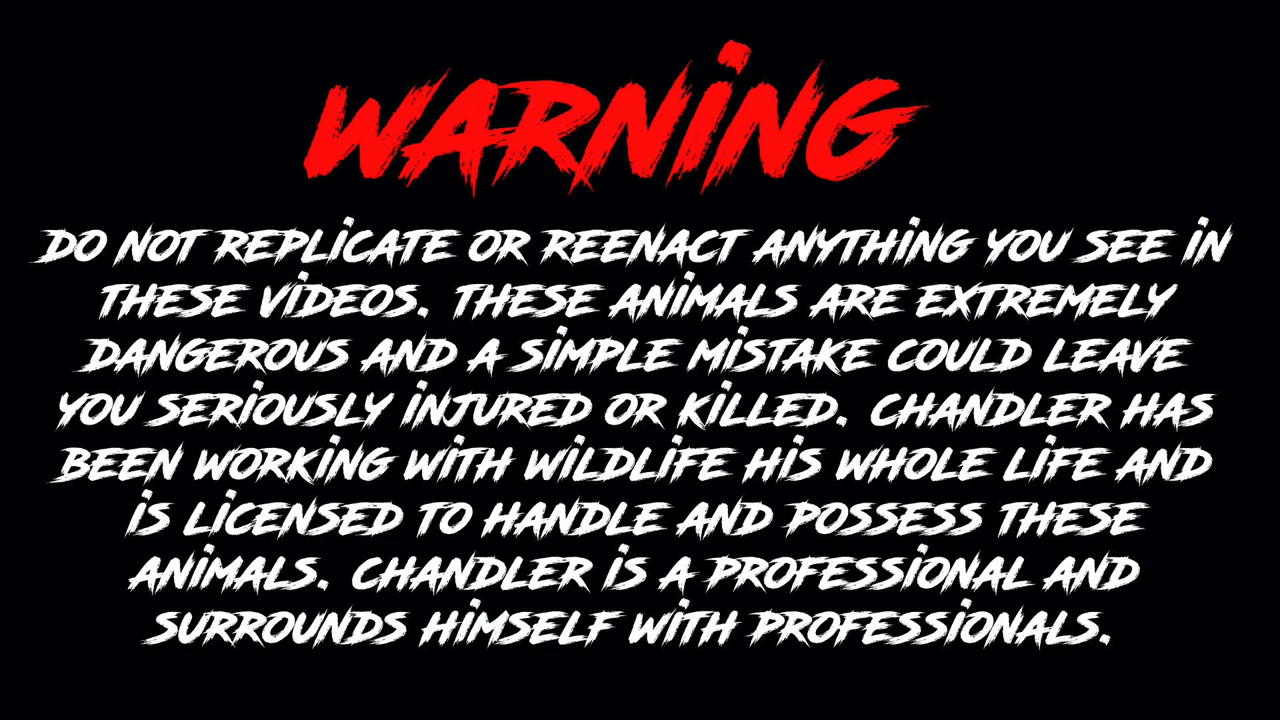 WARNING
DO NOT REPLICATE OR REENACT ANYTHING YOU SEE IN
THESE VIDEOS. THESE ANIMALS ARE EXTREMELY
DANGEROUS AND A SIMPLE MISTAKE COULD LEAVE
YOU SERIOUSLY INJURED OR KILLED. CHANDLER HAS
BEEN WORKING WITH WILDLIFE HIS WHOLE LIFE AND
IS LICENSED TO HANDLE AND POSSESS THESE
ANIMALS. CHANDLER IS A PROFESSIONAL AND
SURROUNDS HIMSELF WITH PROFESSIONALS.